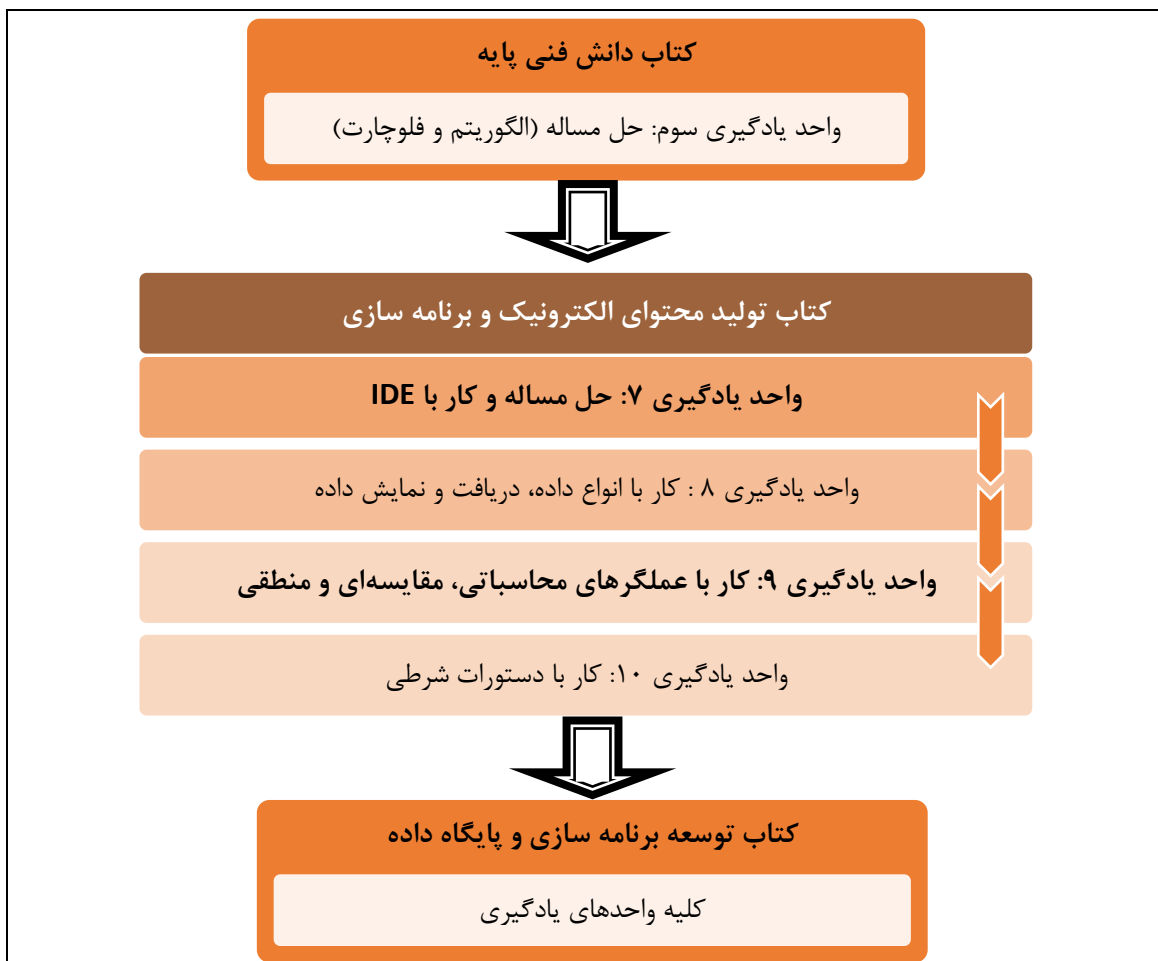 کتاب دانش فنی پایه
واحد یادگیری سوم: حل مساله (الگوریتم و فلوچارت)
کتاب تولید محتوای الکترونیک و برنامه سازی
واحد یادگیری ۷: حل مساله و کار با IDE
واحد یادگیری ۸ : کار با انواع داده، دریافت و نمایش داده
واحد یادگیری ۹: کار با عملگرهای محاسباتی، مقایسه‌ای و منطقی
واحد یادگیری ۱۰: کار با دستورات شرطی
کتاب توسعه برنامه سازی و پایگاه داده
کلیه واحدهای یادگیری